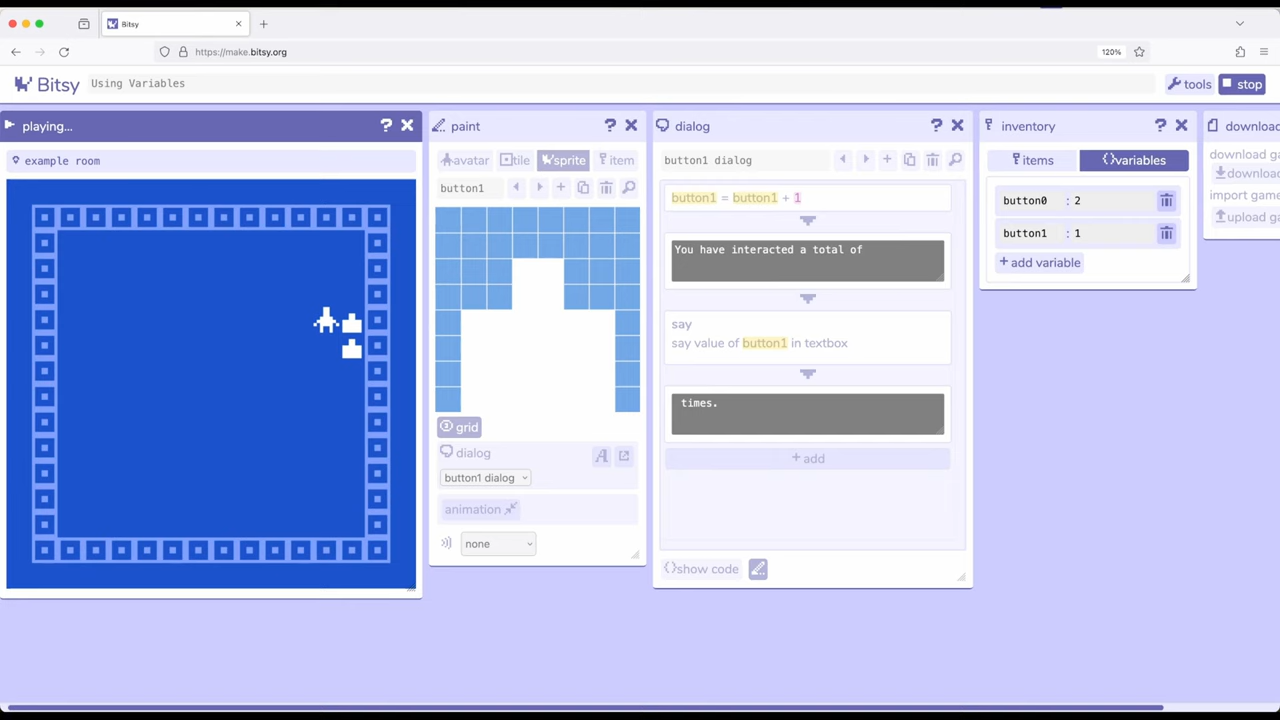 Bitsy
https://make.bitsy.org
120%
Bitsy
Using Variables
tools
stop
playing...
example room
paint
avatar
tile
sprite
item
button1
grid
dialog
button1 dialog
animation
none
dialog
button1 dialog
button1 = button1 + 1
You have interacted a total of
say
say value of button1 in textbox
times.
+ add
show code
inventory
items
variables
button0 : 2
button1 : 1
+ add variable
download
download ga
download
import game
upload ga